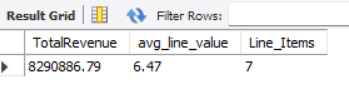 Result Grid Filter Rows:
TotalRevenue avg_line_value Line_Items
8290886.79 6.47 7